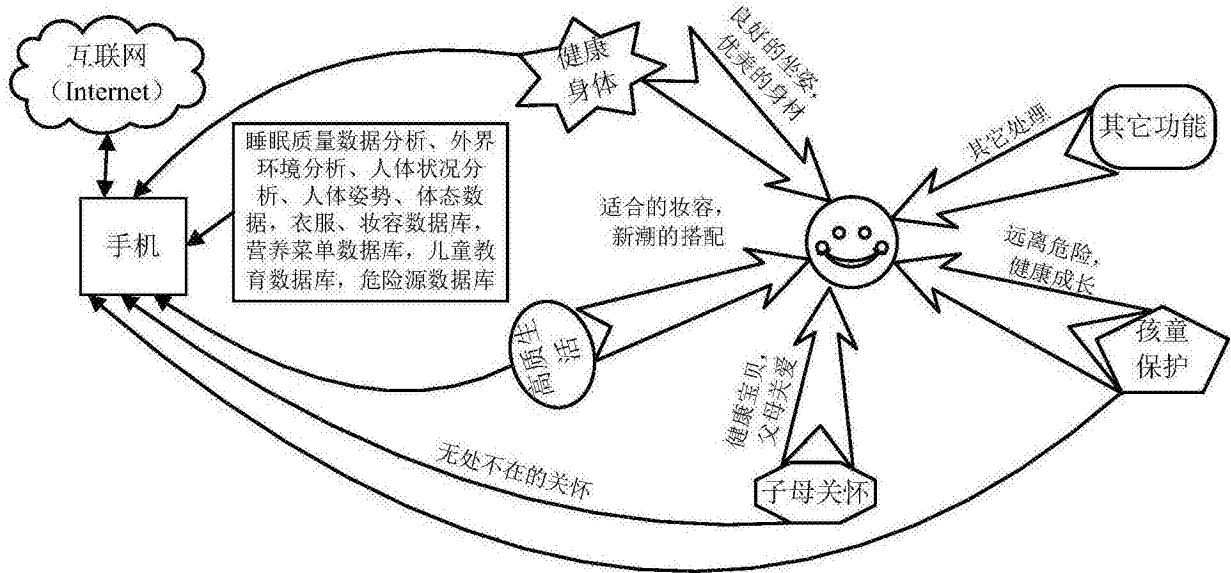 互联网
（Internet）
手机
睡眠质量数据分析、外界
环境分析、人体状况分
析、人体姿势、体态数
据，衣服、妆容数据库，
营养菜单数据库，儿童教
育数据库，危险源数据库
健康
身体
良好的坐姿，
优美的身材
其它处理
其它功能
适合的妆容，
新潮的搭配
远离危险，
健康成长
孩童
保护
高质生
活
健康宝贝，
父母关爱
子母关怀
无处不在的关怀